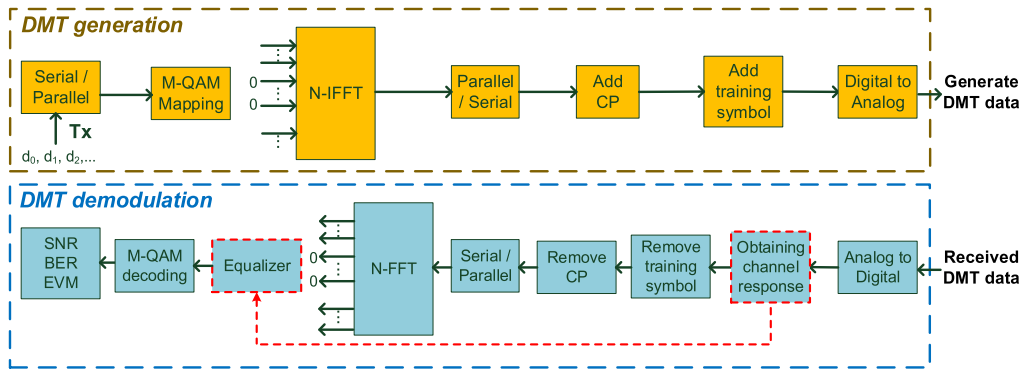 DMT generation
Serial /
Parallel
Tx
d₀, d₁, d₂,...
M-QAM
Mapping
0
0
N-IFFT
Parallel
/ Serial
Add
CP
Add
training
symbol
Digital to
Analog
Generate
DMT data
DMT demodulation
SNR
BER
EVM
M-QAM
decoding
Equalizer
0
0
N-FFT
Serial /
Parallel
Remove
CP
Remove
training
symbol
Obtaining
channel
response
Analog to
Digital
Received
DMT data